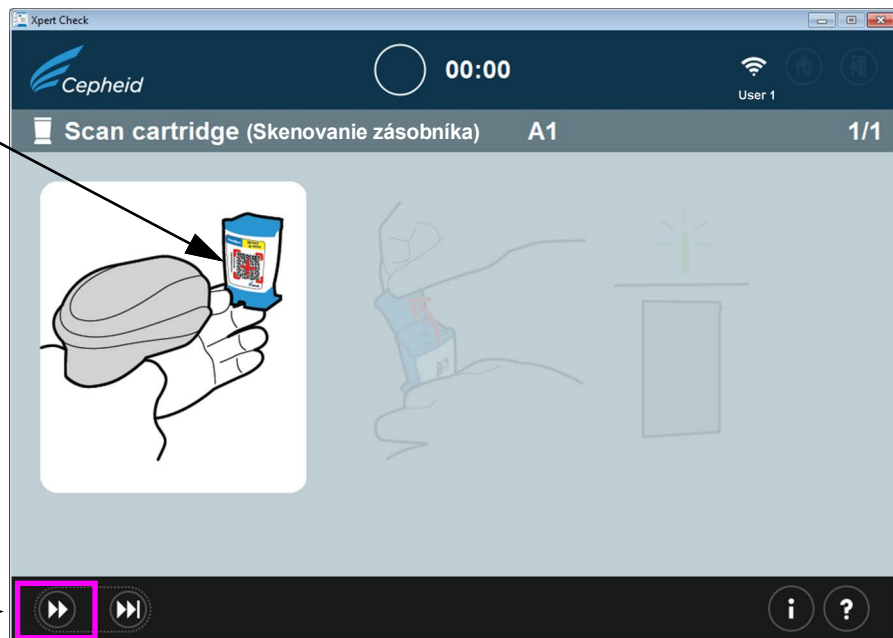 Xpert Check
Cepheid
00:00
User 1
Scan cartridge (Skenovanie zásobníka) A1 1/1
i ?